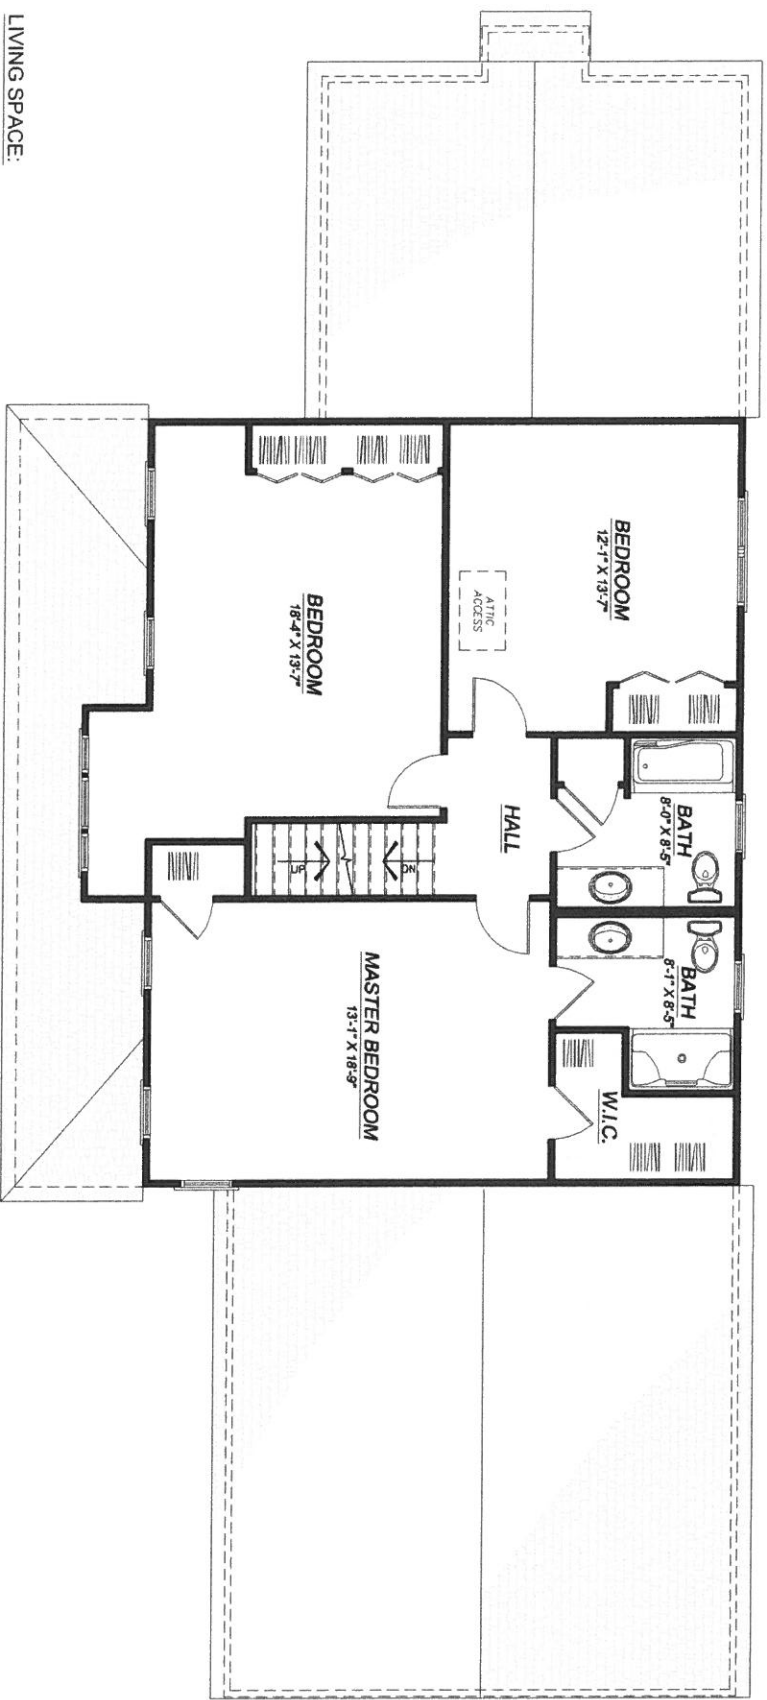 BEDROOM
12'-1" X 13'-7"
ATTIC
ACCESS
BATH
8'-0" X 8'-5"
BATH
8'-1" X 8'-5"
W.I.C.
HALL
BEDROOM
18'-4" X 13'-7"
DN
UP
MASTER BEDROOM
13'-1" X 18'-9"
LIVING SPACE: